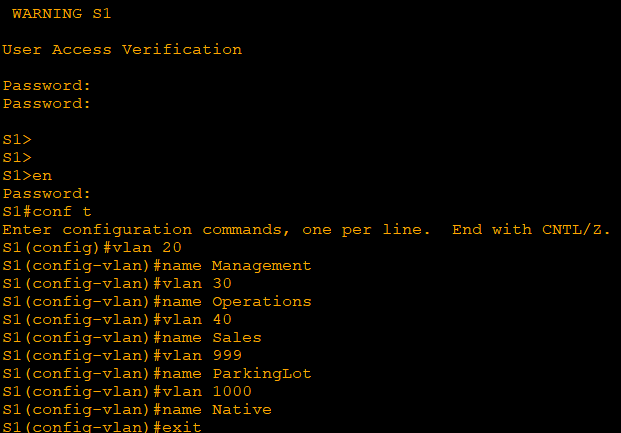 WARNING S1
User Access Verification
Password:
Password:
S1>
S1>
S1>en
Password:
S1#conf t
Enter configuration commands, one per line.  End with CNTL/Z.
S1(config)#vlan 20
S1(config-vlan)#name Management
S1(config-vlan)#vlan 30
S1(config-vlan)#name Operations
S1(config-vlan)#vlan 40
S1(config-vlan)#name Sales
S1(config-vlan)#vlan 999
S1(config-vlan)#name ParkingLot
S1(config-vlan)#vlan 1000
S1(config-vlan)#name Native
S1(config-vlan)#exit